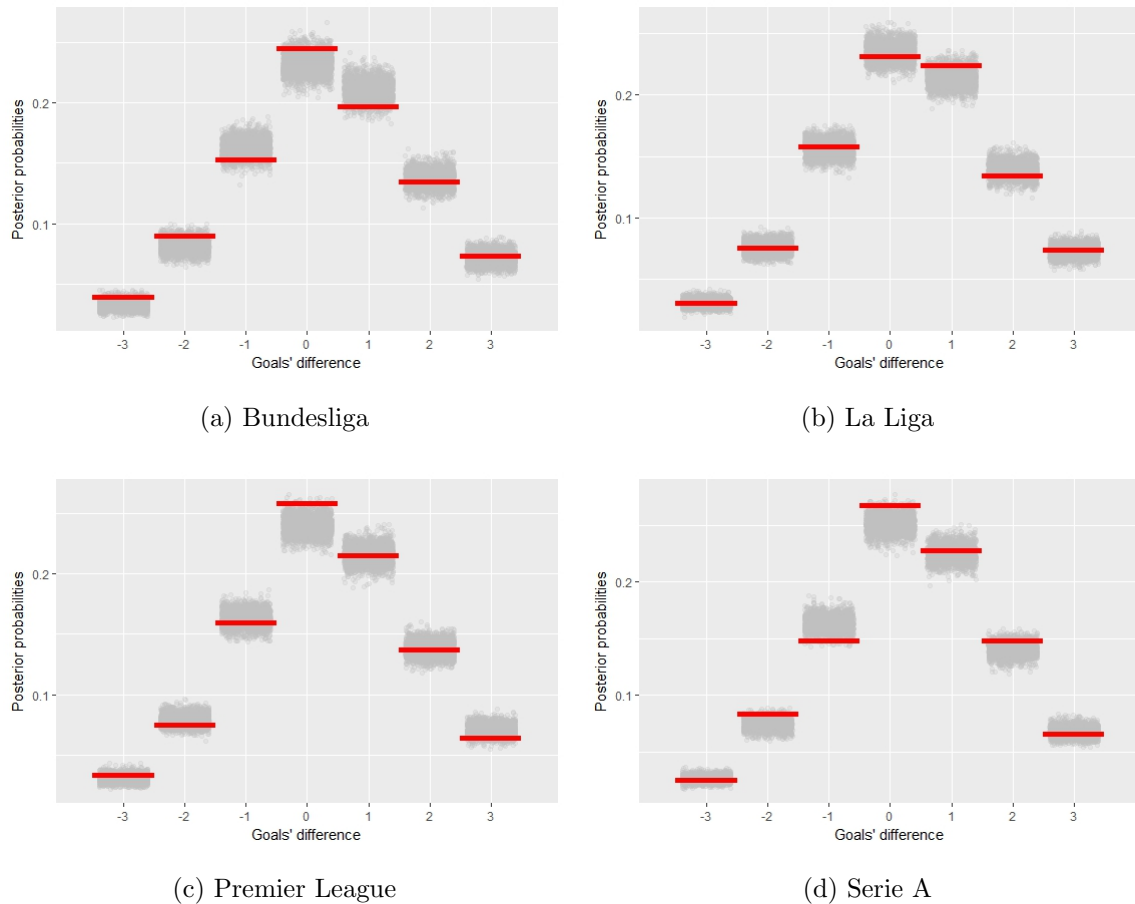 Posterior probabilities
0.2
0.1
-3 -2 -1 0 1 2 3
Goals' difference
(a) Bundesliga
Posterior probabilities
0.2
0.1
-3 -2 -1 0 1 2 3
Goals' difference
(b) La Liga
Posterior probabilities
0.2
0.1
-3 -2 -1 0 1 2 3
Goals' difference
(c) Premier League
Posterior probabilities
0.2
0.1
-3 -2 -1 0 1 2 3
Goals' difference
(d) Serie A